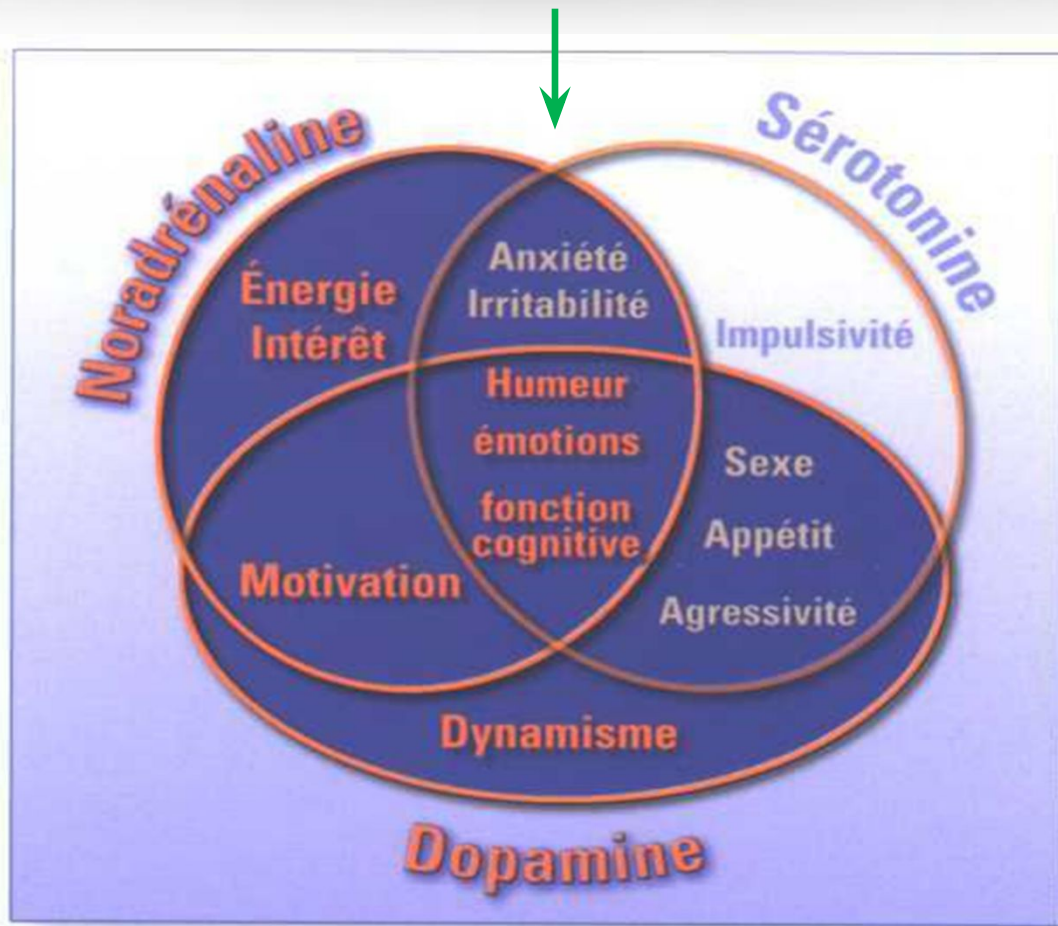 Noradrénaline
Sérotonine
Énergie
Intérêt
Anxiété
Irritabilité
Impulsivité
Humeur
émotions
fonction
cognitive
Sexe
Appétit
Agressivité
Motivation
Dynamisme
Dopamine